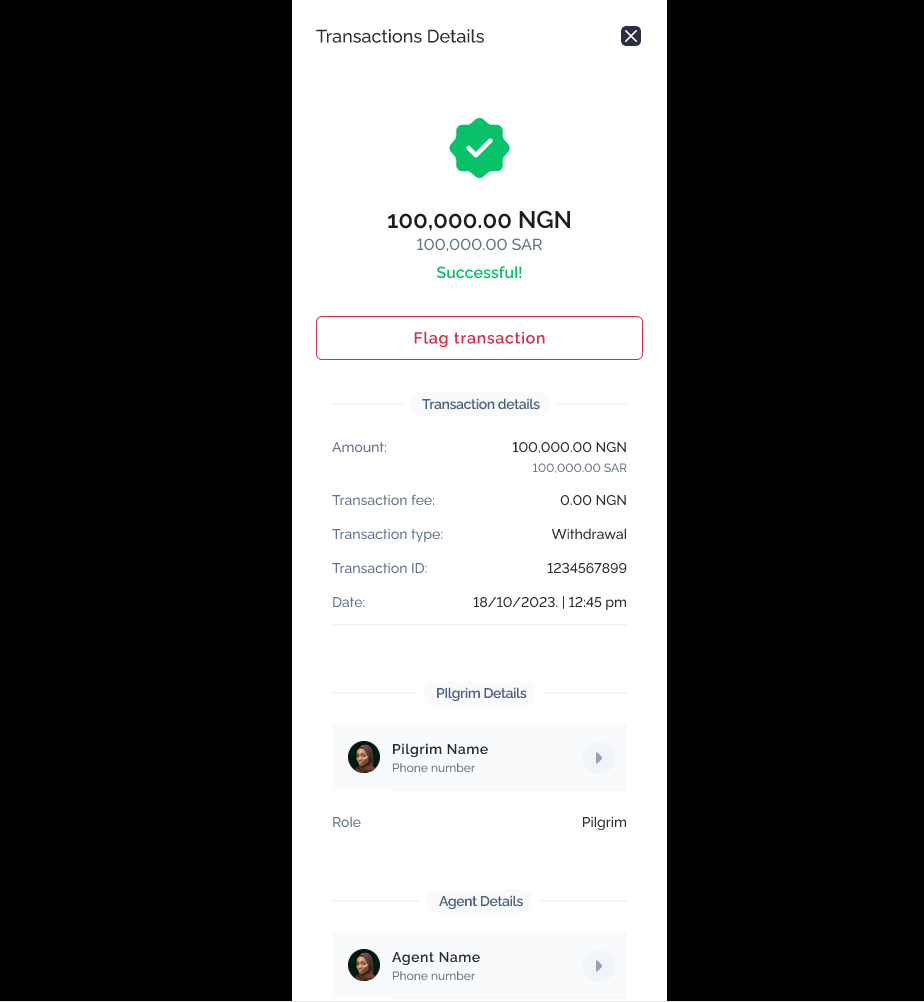 Transactions Details
100,000.00 NGN
100,000.00 SAR
Successful!
Flag transaction
Transaction details
Amount: 100,000.00 NGN
100,000.00 SAR
Transaction fee: 0.00 NGN
Transaction type: Withdrawal
Transaction ID: 1234567899
Date: 18/10/2023. | 12:45 pm
PIlgrim Details
Pilgrim Name
Phone number
Role Pilgrim
Agent Details
Agent Name
Phone number